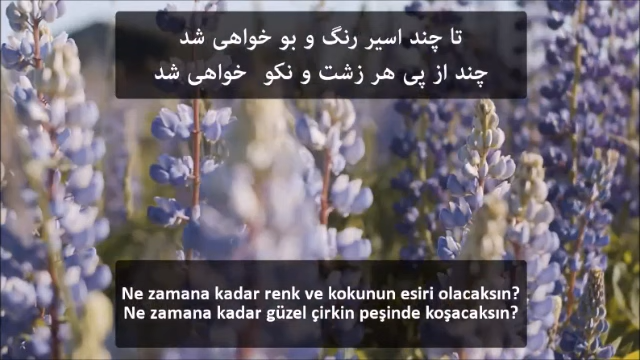 تا چند اسیر رنگ و بو خواهی شد
چند از پی هر زشت و نکو خواهی شد
Ne zamana kadar renk ve kokunun esiri olacaksın?
Ne zamana kadar güzel çirkin peşinde koşacaksın?